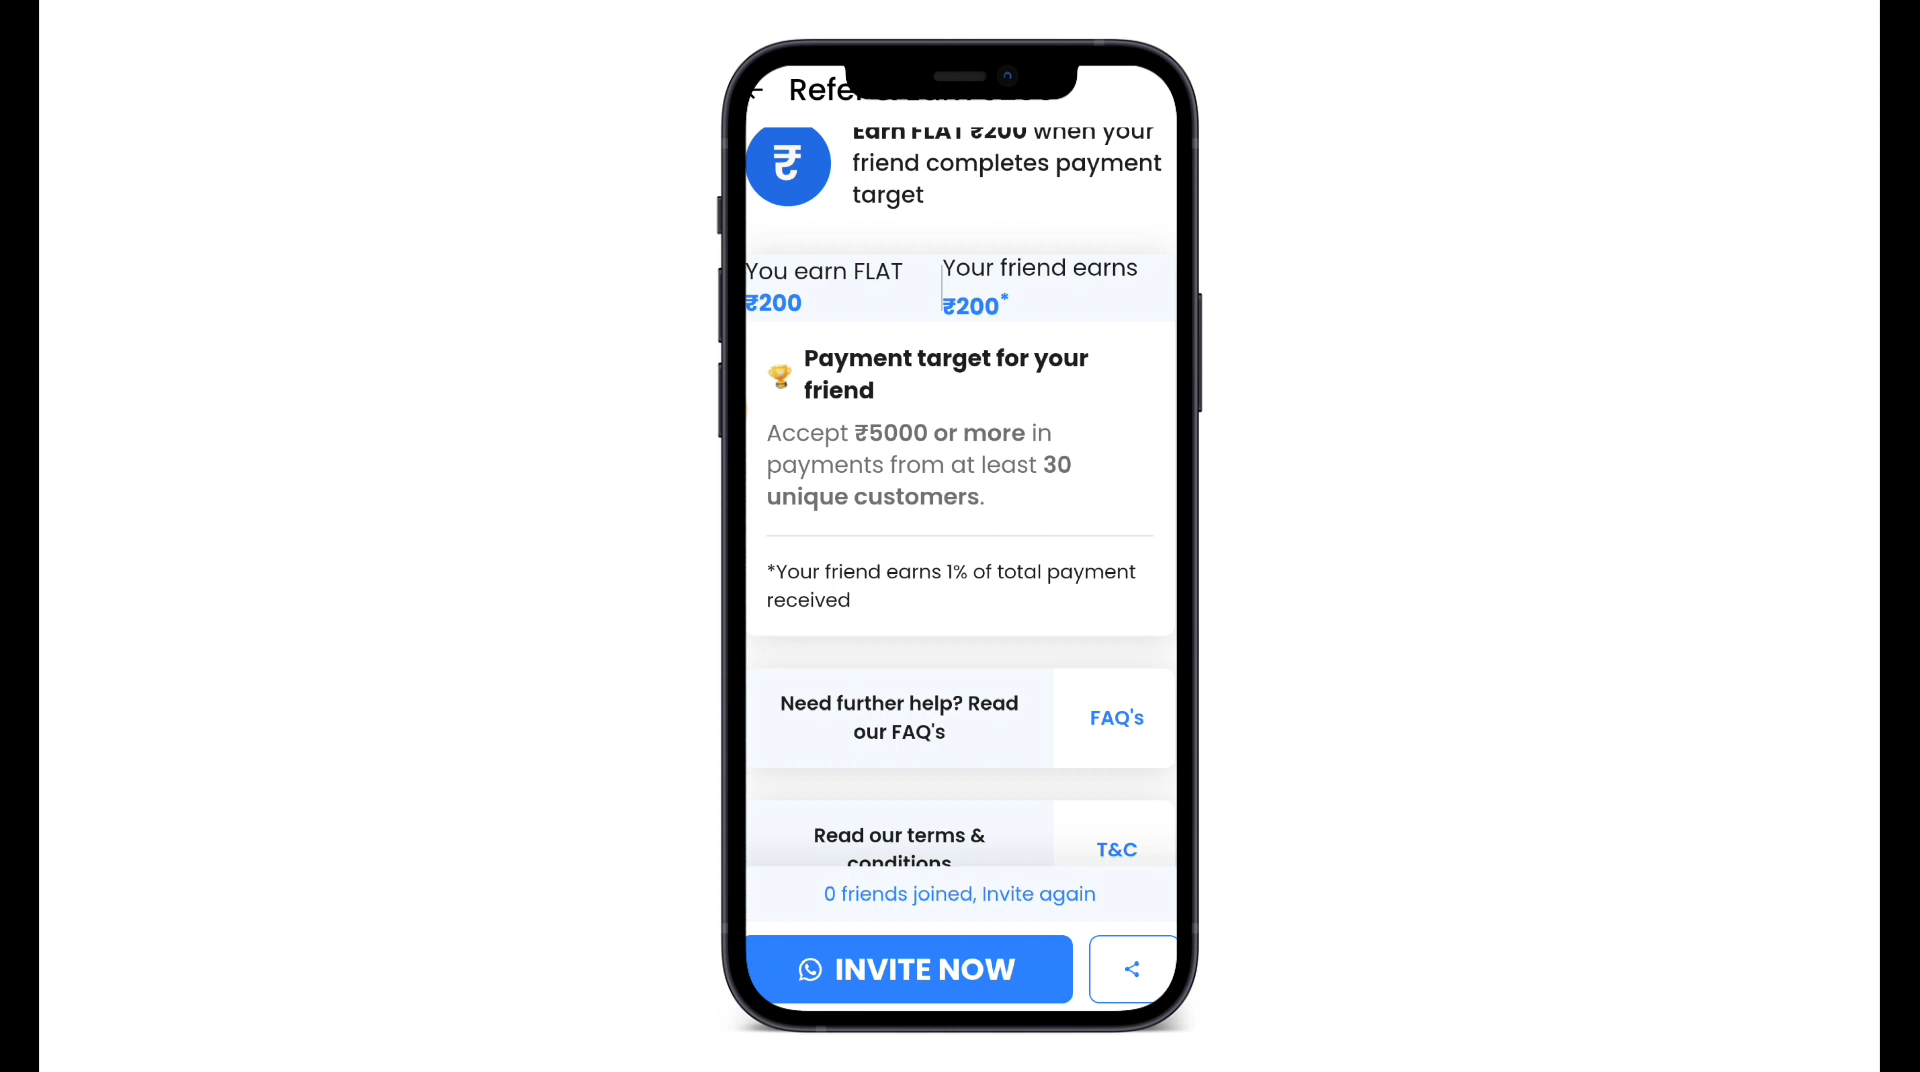 Refer
₹
Earn FLAT ₹200 when your
friend completes payment
target
You earn FLAT
₹200
Your friend earns
₹200*
Payment target for your
friend
Accept ₹5000 or more in
payments from at least 30
unique customers.
*Your friend earns 1% of total payment
received
Need further help? Read
our FAQ's
FAQ's
Read our terms &
conditions
T&C
0 friends joined, Invite again
INVITE NOW